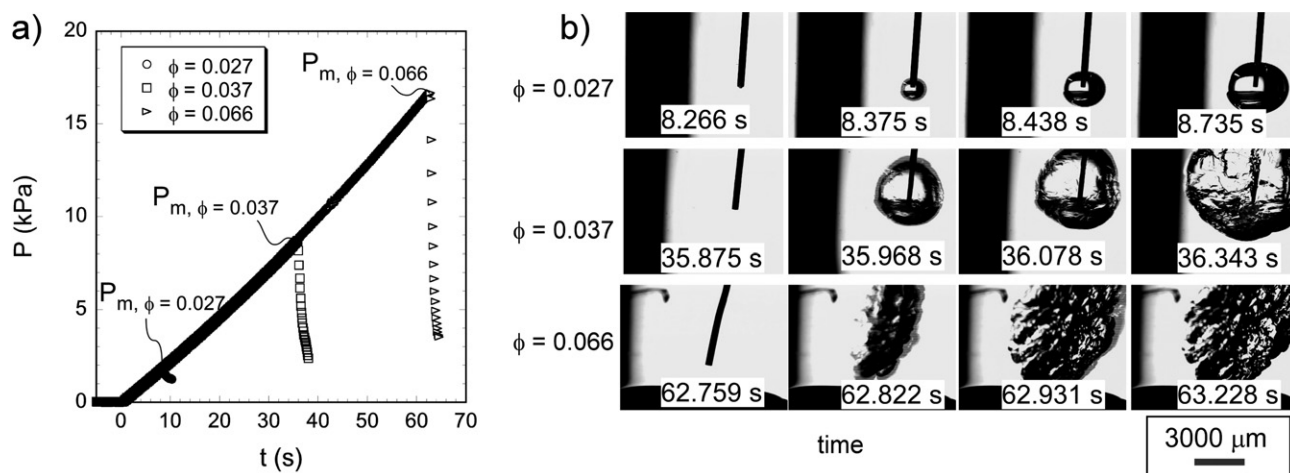 a)
20
15
10
5
0
P (kPa)
ϕ = 0.027
ϕ = 0.037
ϕ = 0.066
P m, ϕ = 0.066
P m, ϕ = 0.037
P m, ϕ = 0.027
0 10 20 30 40 50 60 70
t (s)
b)
ϕ = 0.027
8.266 s 8.375 s 8.438 s 8.735 s
ϕ = 0.037
35.875 s 35.968 s 36.078 s 36.343 s
ϕ = 0.066
62.759 s 62.822 s 62.931 s 63.228 s
time
3000 μm